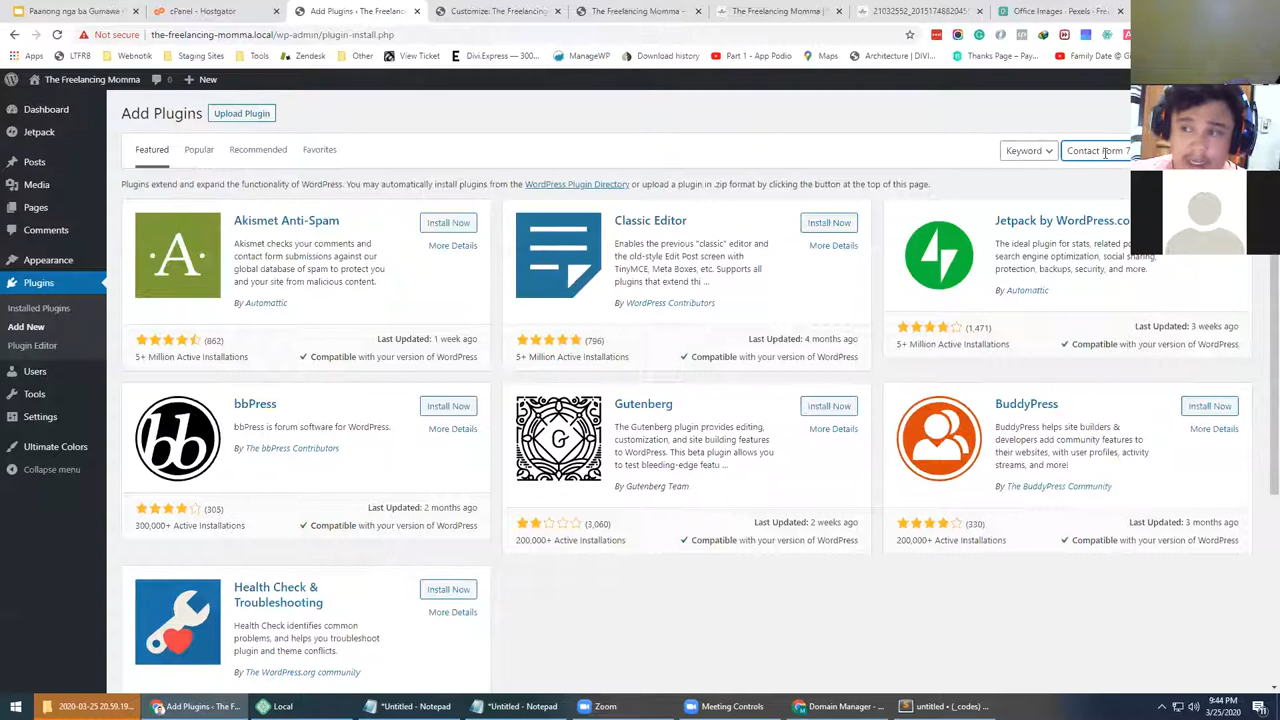 Paanong nga ba Gumawa
cPanel - Hostgator
Add Plugins ‹ The Freelanc
Customize: The Freelancing
The Freelancing Momma –
The Freelancing Momma
21032552_20151748820455
Office Images · Pexels · Fre
Not secure
the-freelancing-momma.local/wp-admin/plugin-install.php
Apps
LTFR8
Webnotik
Staging Sites
Tools
Zendesk
Other
View Ticket
Divi.Express — 300...
ManageWP
Download history
Part 1 - App Podio
Maps
Architecture | DIVI...
Thanks Page – Pay...
Family Date @ G
The Freelancing Momma
0
New
Dashboard
Jetpack
Posts
Media
Pages
Comments
Appearance
Plugins
Installed Plugins
Add New
Plugin Editor
Users
Tools
Settings
Ultimate Colors
Collapse menu
Add Plugins
Upload Plugin
Featured
Popular
Recommended
Favorites
Keyword
Contact Form 7
Plugins extend and expand the functionality of WordPress. You may automatically install plugins from the WordPress Plugin Directory or upload a plugin in .zip format by clicking the button at the top of this page.
A
Akismet Anti-Spam
Install Now
More Details
Akismet checks your comments and
contact form submissions against our
global database of spam to protect you
and your site from malicious content.
By Automattic
(862)
Last Updated: 1 week ago
5+ Million Active Installations
Compatible with your version of WordPress
Classic Editor
Install Now
More Details
Enables the previous "classic" editor and
the old-style Edit Post screen with
TinyMCE, Meta Boxes, etc. Supports all
plugins that extend thi ...
By WordPress Contributors
(796)
Last Updated: 4 months ago
5+ Million Active Installations
Compatible with your version of WordPress
Jetpack by WordPress.co
The ideal plugin for stats, related po
search engine optimization, social sharing,
protection, backups, security, and more.
By Automattic
(1,471)
Last Updated: 3 weeks ago
5+ Million Active Installations
Compatible with your version of WordPress
bb
bbPress
Install Now
More Details
bbPress is forum software for WordPress.
By The bbPress Contributors
(305)
Last Updated: 2 months ago
300,000+ Active Installations
Compatible with your version of WordPress
G
Gutenberg
Install Now
More Details
The Gutenberg plugin provides editing,
customization, and site building features
to WordPress. This beta plugin allows you
to test bleeding-edge featu ...
By Gutenberg Team
(3,060)
Last Updated: 2 weeks ago
200,000+ Active Installations
Compatible with your version of WordPress
BuddyPress
Install Now
More Details
BuddyPress helps site builders &
developers add community features to
their websites, with user profiles, activity
streams, and more!
By The BuddyPress Community
(330)
Last Updated: 3 months ago
200,000+ Active Installations
Compatible with your version of WordPress
Health Check &
Troubleshooting
Install Now
More Details
Health Check identifies common
problems, and helps you troubleshoot
plugin and theme conflicts.
By The WordPress.org community
2020-03-25 20.59.19...
Add Plugins ‹ The F...
Local
*Untitled - Notepad
*Untitled - Notepad
Zoom
Meeting Controls
Domain Manager -...
untitled • (_codes) ...
9:44 PM
3/25/2020